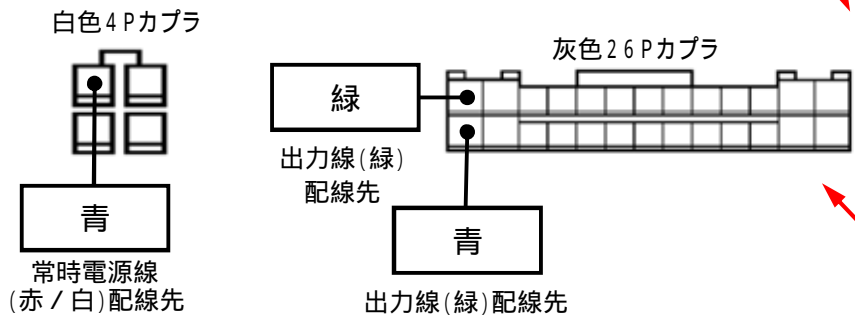 白色4Pカプラ
青
常時電源線
(赤/白)配線先
灰色26Pカプラ
緑
出力線(緑)
配線先
青
出力線(緑)配線先